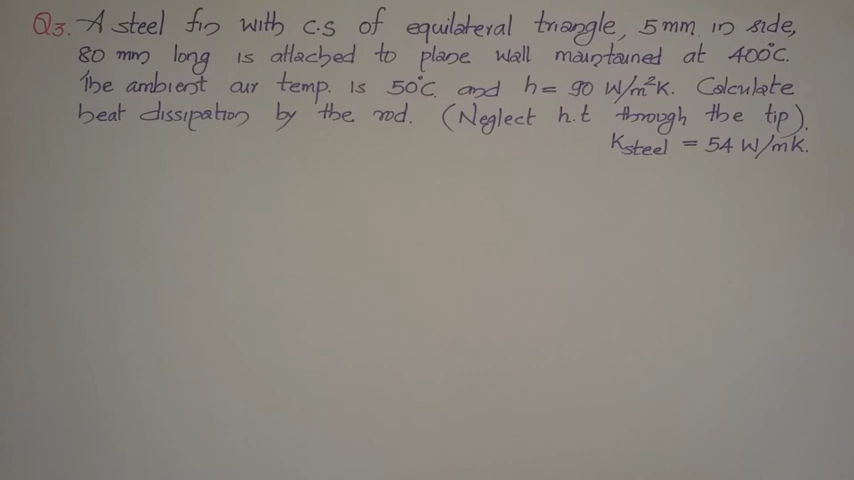 Q3. A steel fin with c.s of equilateral triangle, 5mm in side,
80 mm long is attached to plane wall maintained at 400°C.
The ambient air temp. is 50°C and h = 90 W/m²K. Calculate
heat dissipation by the rod. (Neglect h.t through the tip).
Ksteel = 54 W/mk.